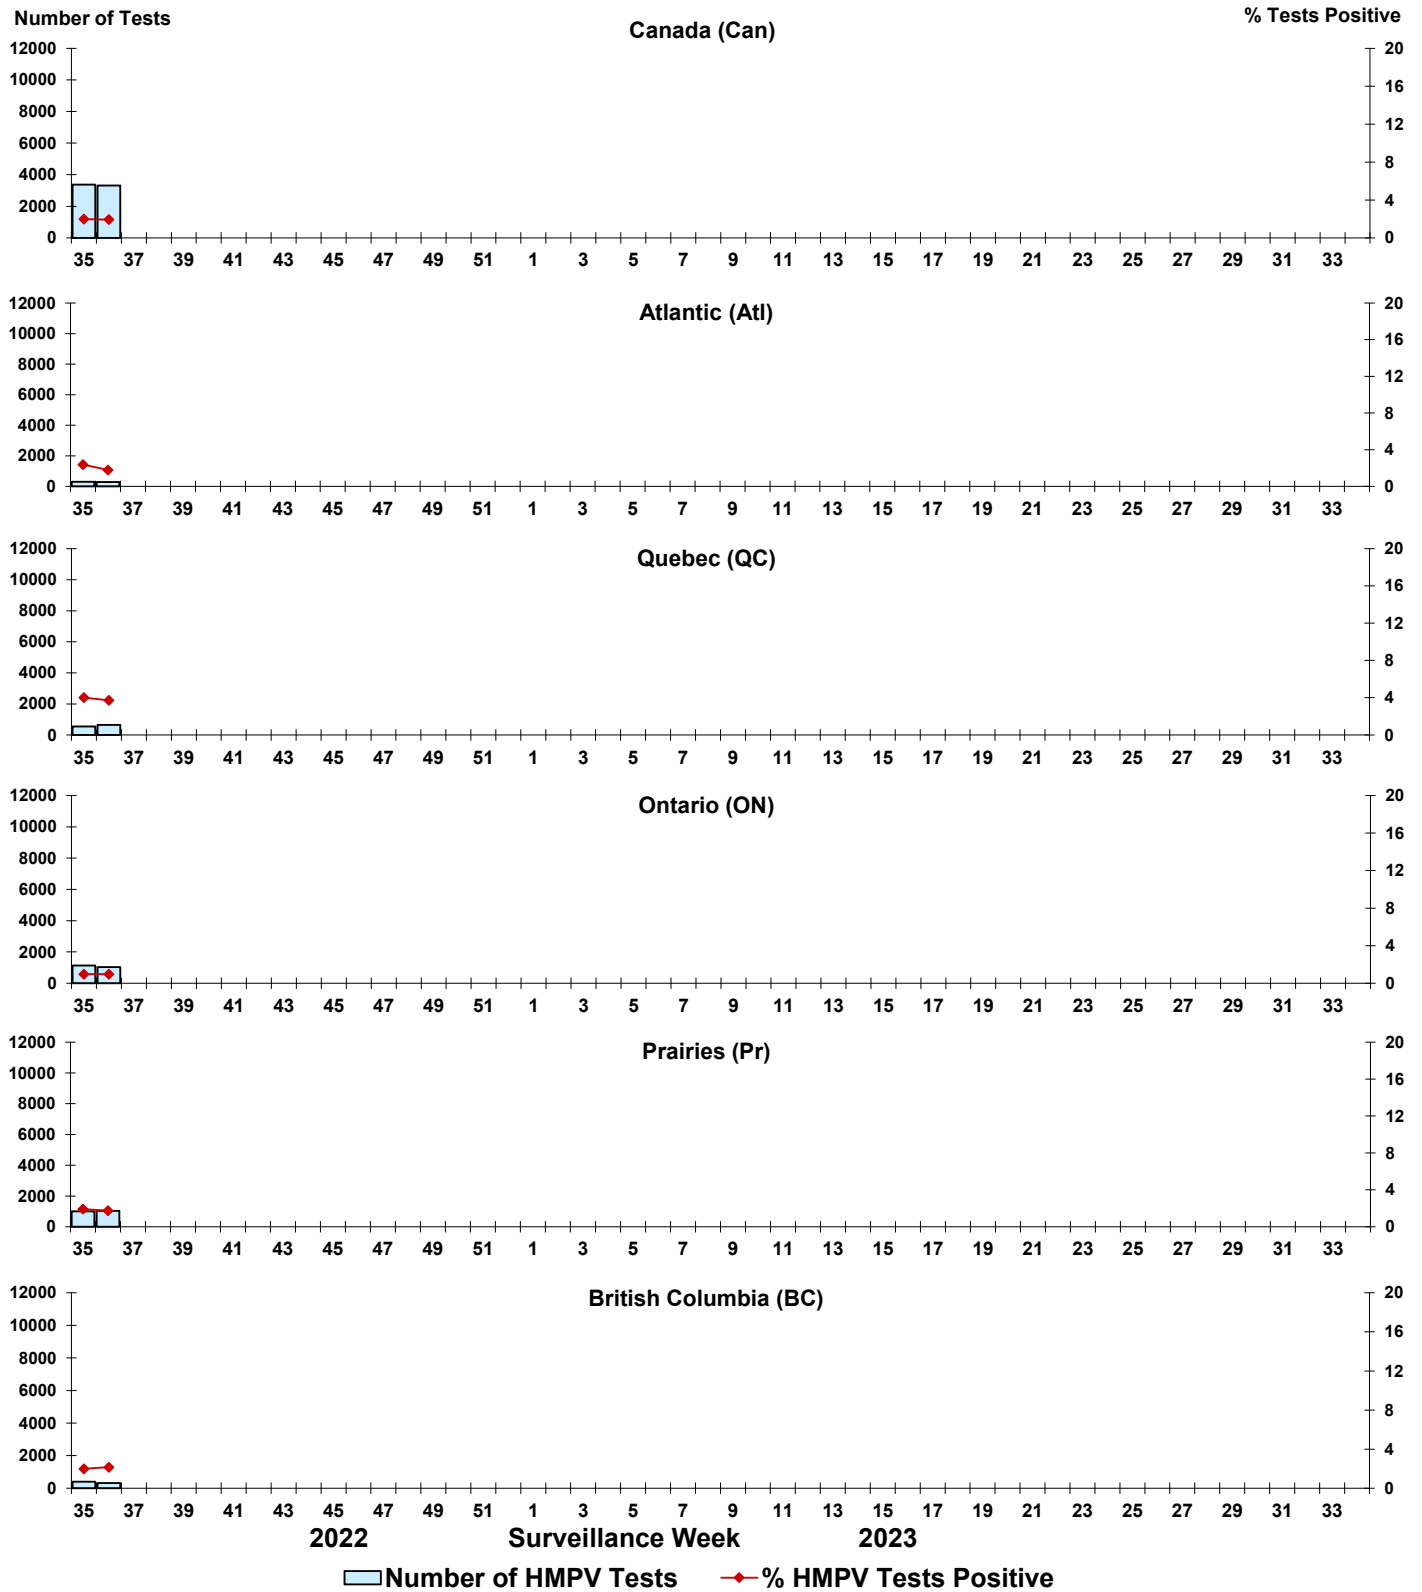 Number of Tests
% Tests Positive
Canada (Can)
12000 20
10000 16
8000 12
6000
4000 8
2000 4
0 0
35 37 39 41 43 45 47 49 51 1 3 5 7 9 11 13 15 17 19 21 23 25 27 29 31 33
Atlantic (Atl)
12000 20
10000 16
8000 12
6000
4000 8
2000 4
0 0
35 37 39 41 43 45 47 49 51 1 3 5 7 9 11 13 15 17 19 21 23 25 27 29 31 33
Quebec (QC)
12000 20
10000 16
8000 12
6000
4000 8
2000 4
0 0
35 37 39 41 43 45 47 49 51 1 3 5 7 9 11 13 15 17 19 21 23 25 27 29 31 33
Ontario (ON)
12000 20
10000 16
8000 12
6000
4000 8
2000 4
0 0
35 37 39 41 43 45 47 49 51 1 3 5 7 9 11 13 15 17 19 21 23 25 27 29 31 33
Prairies (Pr)
12000 20
10000 16
8000 12
6000
4000 8
2000 4
0 0
35 37 39 41 43 45 47 49 51 1 3 5 7 9 11 13 15 17 19 21 23 25 27 29 31 33
British Columbia (BC)
12000 20
10000 16
8000 12
6000
4000 8
2000 4
0 0
35 37 39 41 43 45 47 49 51 1 3 5 7 9 11 13 15 17 19 21 23 25 27 29 31 33
2022 Surveillance Week 2023
Number of HMPV Tests % HMPV Tests Positive